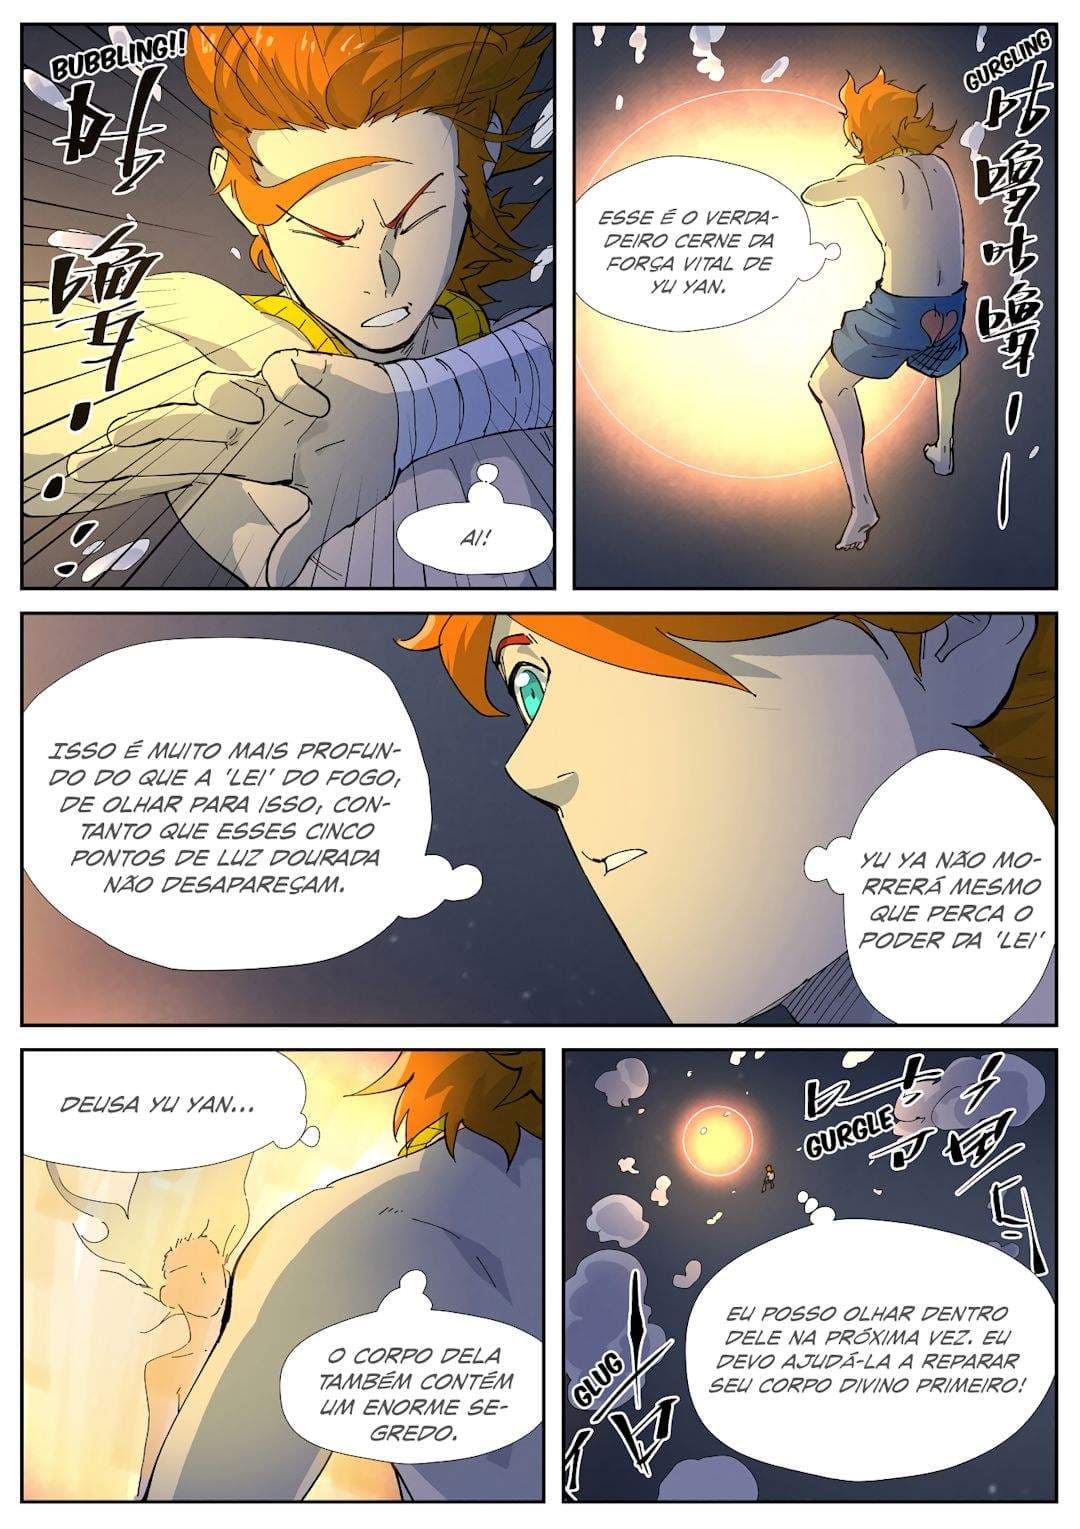 BUBBLING!!
AI!
GURGLING
咕噜咕噜
ESSE É O VERDA-
DEIRO CERNE DA
FORÇA VITAL DE
YU YAN.
ISSO É MUITO MAIS PROFUN-
DO DO QUE A 'LEI' DO FOGO;
DE OLHAR PARA ISSO; CON-
TANTO QUE ESSES CINCO
PONTOS DE LUZ DOURADA
NÃO DESAPAREÇAM.
YU YA NÃO MO-
RRERÁ MESMO
QUE PERCA O
PODER DA 'LEI'
DEUSA YU YAN...
O CORPO DELA
TAMBÉM CONTÉM
UM ENORME SE-
GREDO.
GURGLE
EU POSSO OLHAR DENTRO
DELE NA PRÓXIMA VEZ. EU
DEVO AJUDÁ-LA A REPARAR
SEU CORPO DIVINO PRIMEIRO!
GLUG